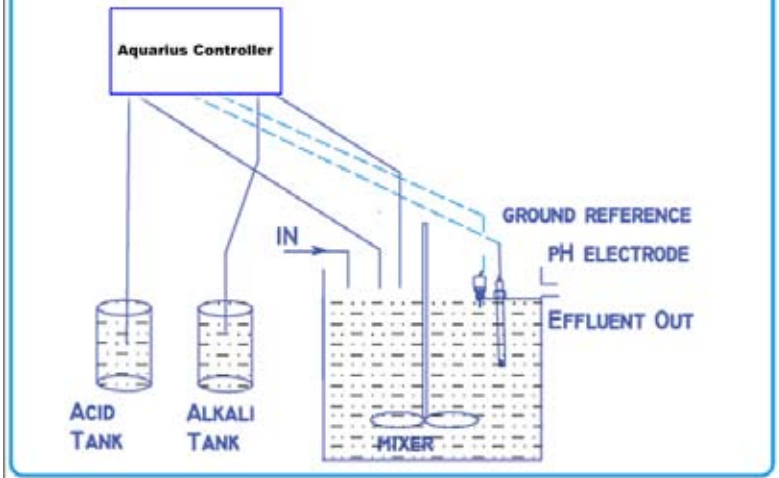 Aquarius Controller
GROUND REFERENCE
IN
pH ELECTRODE
EFFLUENT OUT
ACID
TANK
ALKALI
TANK
MIXER